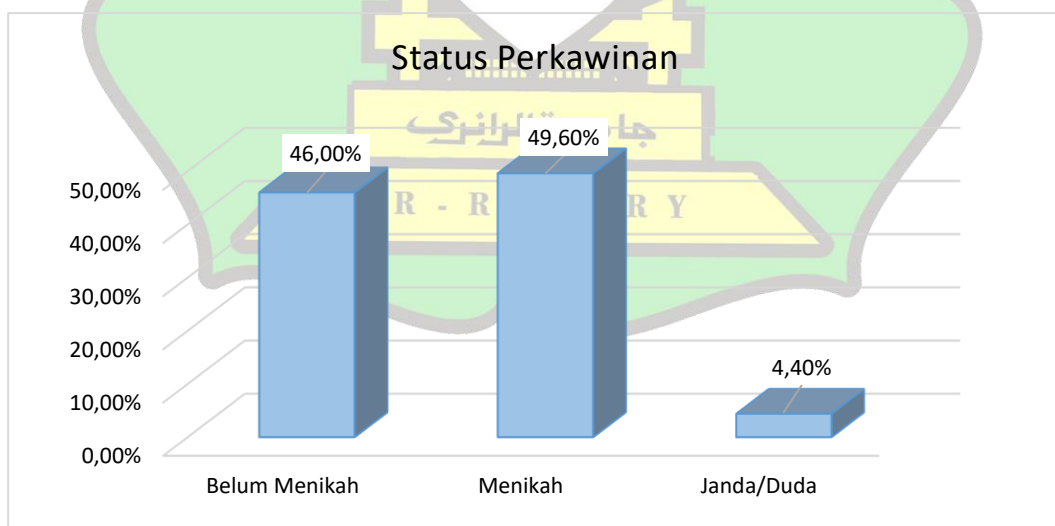 Status Perkawinan
الرانري
49,60%
46,00%
50,00%
R - R R Y
40,00%
30,00%
20,00%
4,40%
10,00%
0,00%
Belum Menikah Menikah Janda/Duda